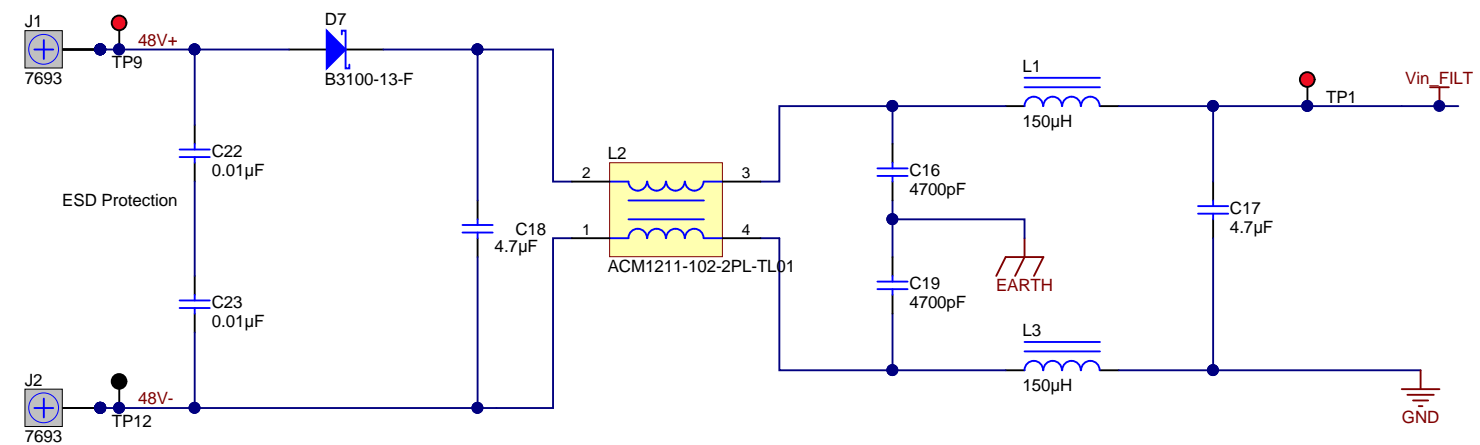 J1
7693
TP9
48V+
D7
B3100-13-F
C22
0.01µF
ESD Protection
C23
0.01µF
J2
7693
TP12
48V-
C18
4.7µF
L2
2
3
1
4
ACM1211-102-2PL-TL01
C16
4700pF
C19
4700pF
EARTH
L1
150µH
L3
150µH
C17
4.7µF
TP1
Vin_FILT
GND